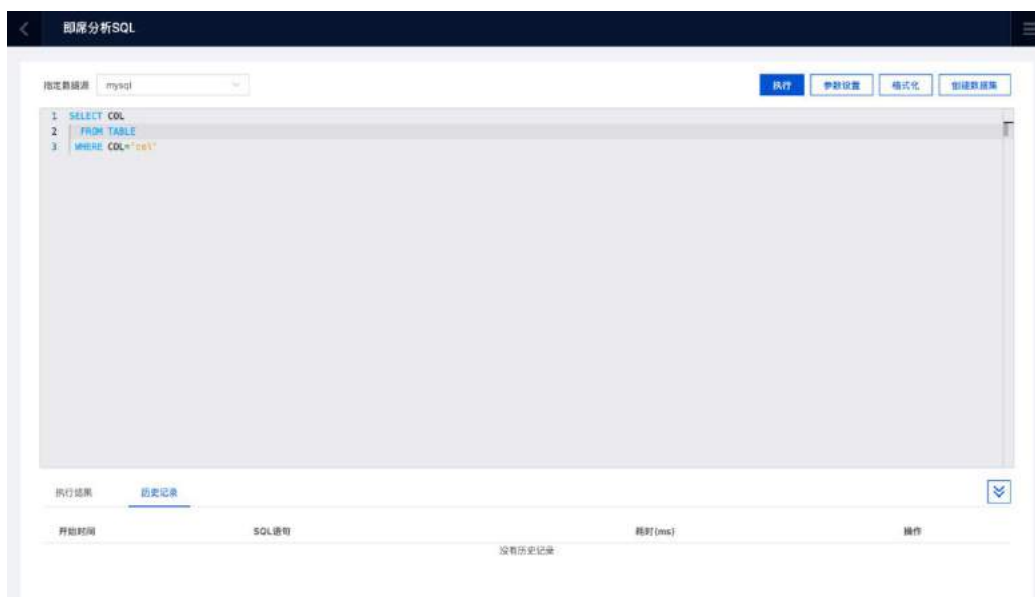 即席分析SQL
指定数据源 mysql
执行 参数设置 格式化 创建数据集
1 SELECT COL
2 FROM TABLE
3 WHERE COL='col'
执行结果 历史记录
开始时间 SQL语句 耗时(ms) 操作
没有历史记录